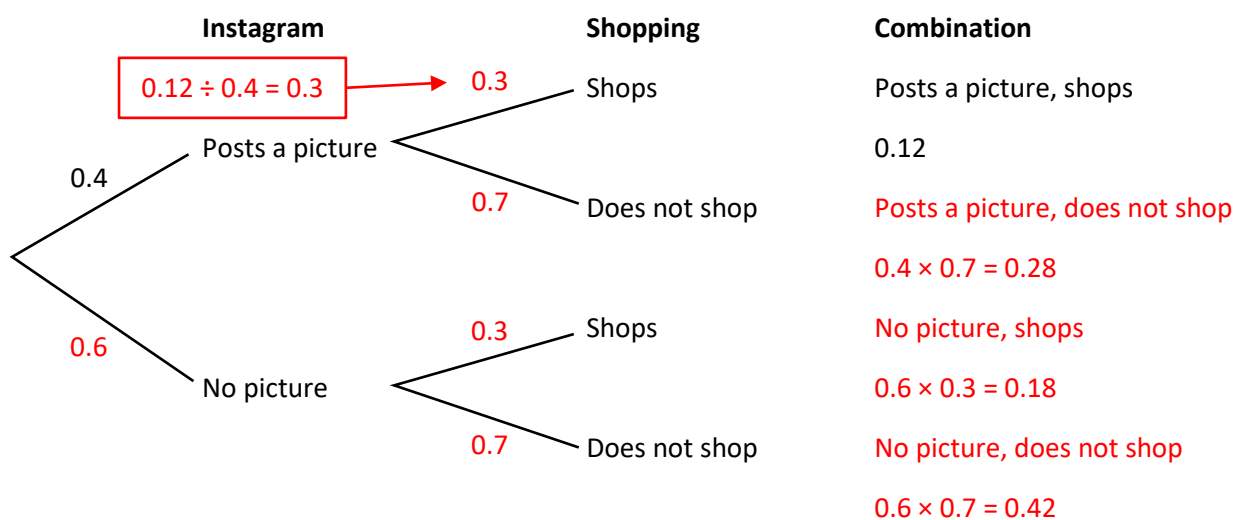 Instagram Shopping Combination
0.12 ÷ 0.4 = 0.3
0.3
Shops
Posts a picture, shops
Posts a picture
0.12
0.4
0.7
Does not shop
Posts a picture, does not shop
0.4 × 0.7 = 0.28
0.3
Shops
No picture, shops
0.6
No picture
0.6 × 0.3 = 0.18
0.7
Does not shop
No picture, does not shop
0.6 × 0.7 = 0.42